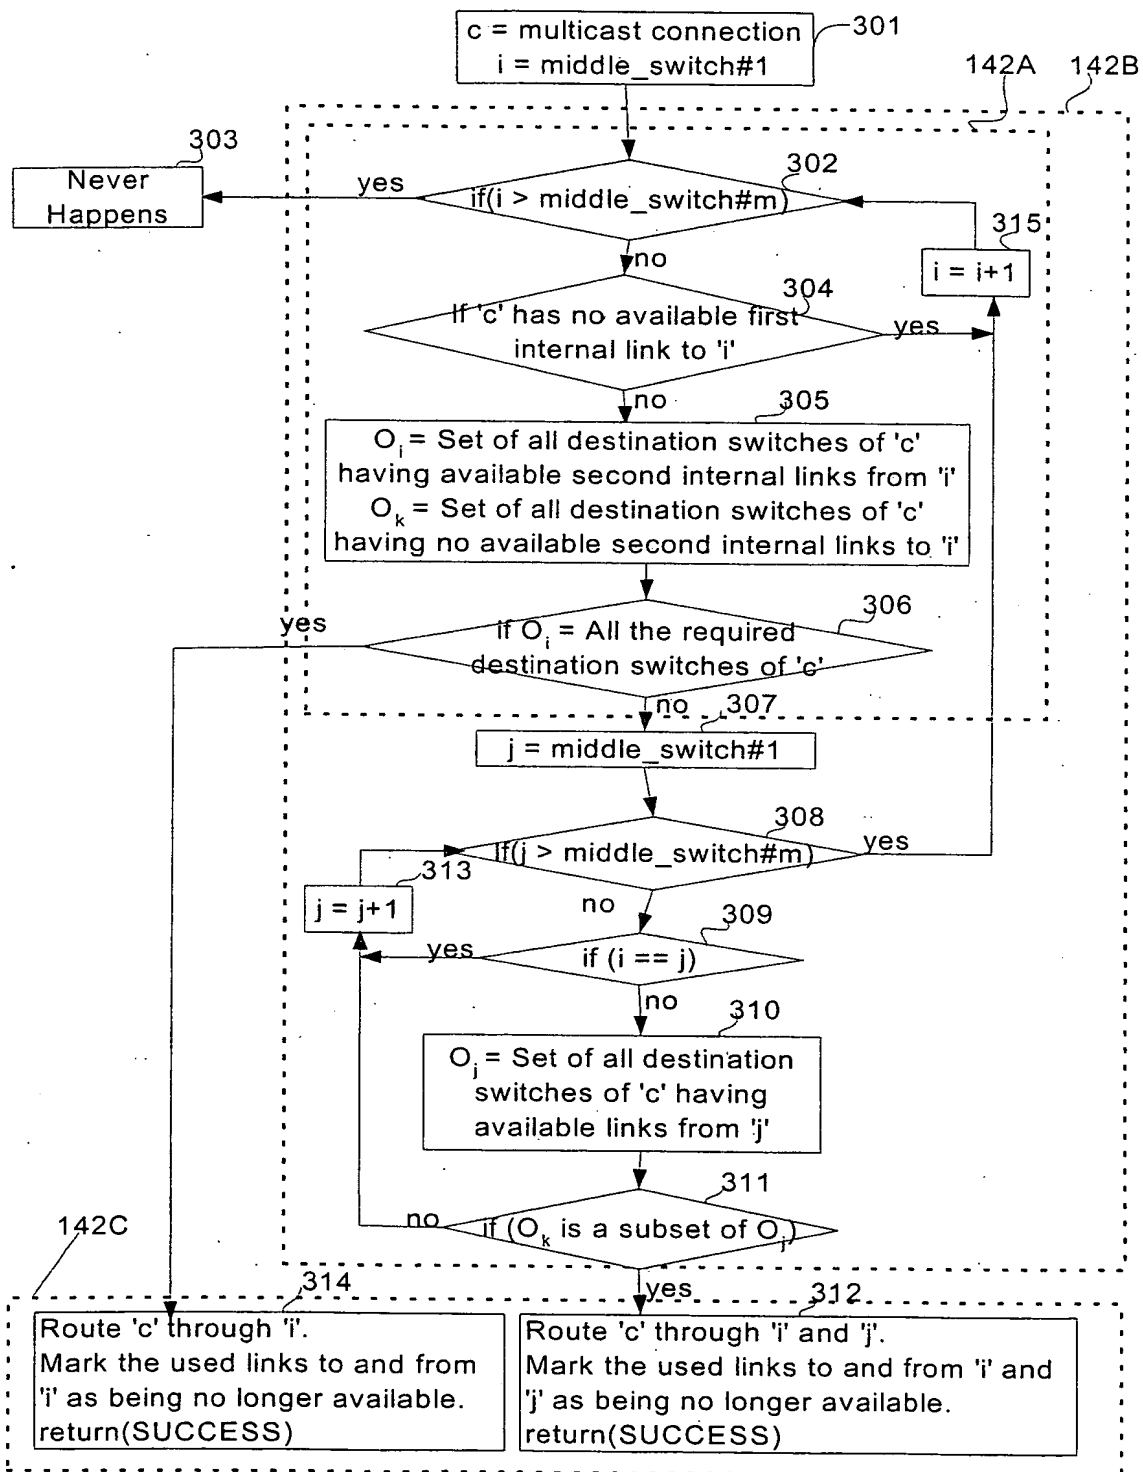 c = multicast connection
i = middle_switch#1
301
142A
142B
303
Never
Happens
yes
if(i > middle_switch#m)
302
315
i = i+1
no
304
If 'c' has no available first
internal link to 'i'
yes
no
305
Oi = Set of all destination switches of 'c'
having available second internal links from 'i'
Ok = Set of all destination switches of 'c'
having no available second internal links to 'i'
306
yes
if Oi = All the required
destination switches of 'c'
no
307
j = middle_switch#1
308
if(j > middle_switch#m)
yes
313
j = j+1
no
309
yes
if (i == j)
no
310
Oj = Set of all destination
switches of 'c' having
available links from 'j'
311
no
if (Ok is a subset of Oj)
142C
yes
314
312
Route 'c' through 'i'.
Mark the used links to and from
'i' as being no longer available.
return(SUCCESS)
Route 'c' through 'i' and 'j'.
Mark the used links to and from 'i' and
'j' as being no longer available.
return(SUCCESS)